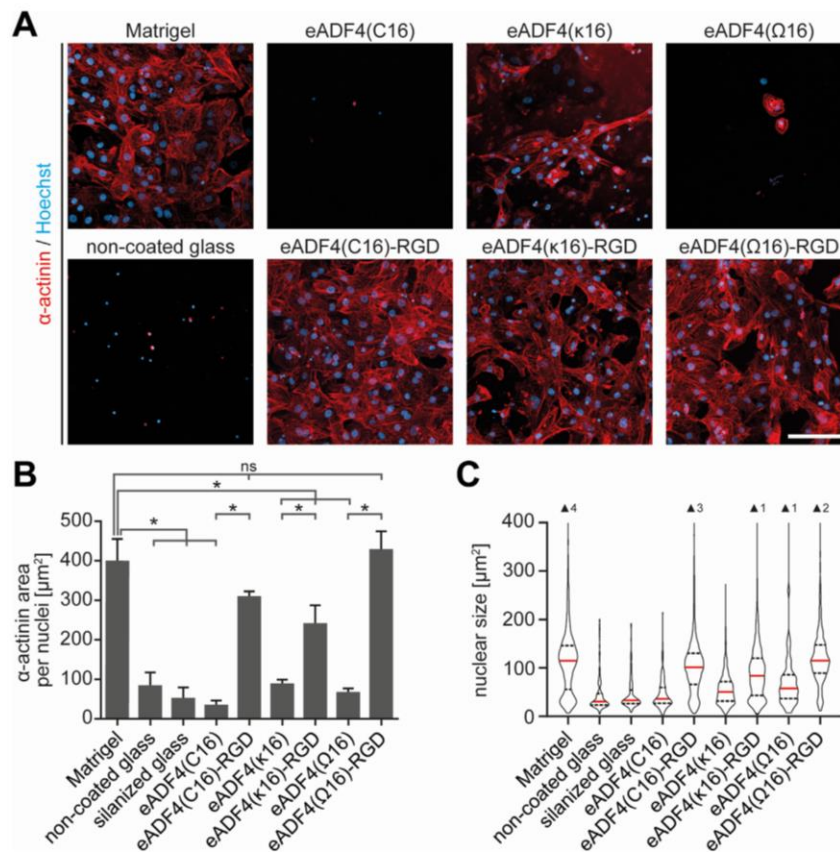 A
Matrigel
eADF4(C16)
eADF4(κ16)
eADF4(Ω16)
α-actinin / Hoechst
non-coated glass
eADF4(C16)-RGD
eADF4(κ16)-RGD
eADF4(Ω16)-RGD
B
ns
*
*
* * *
α-actinin area
per nuclei [µm²]
500
400
300
200
100
0
Matrigel
non-coated glass
silanized glass
eADF4(C16)
eADF4(C16)-RGD
eADF4(κ16)
eADF4(κ16)-RGD
eADF4(Ω16)
eADF4(Ω16)-RGD
C
▲4 ▲3 ▲1 ▲1 ▲2
nuclear size [µm²]
400
300
200
100
0
Matrigel
non-coated glass
silanized glass
eADF4(C16)
eADF4(C16)-RGD
eADF4(κ16)
eADF4(κ16)-RGD
eADF4(Ω16)
eADF4(Ω16)-RGD